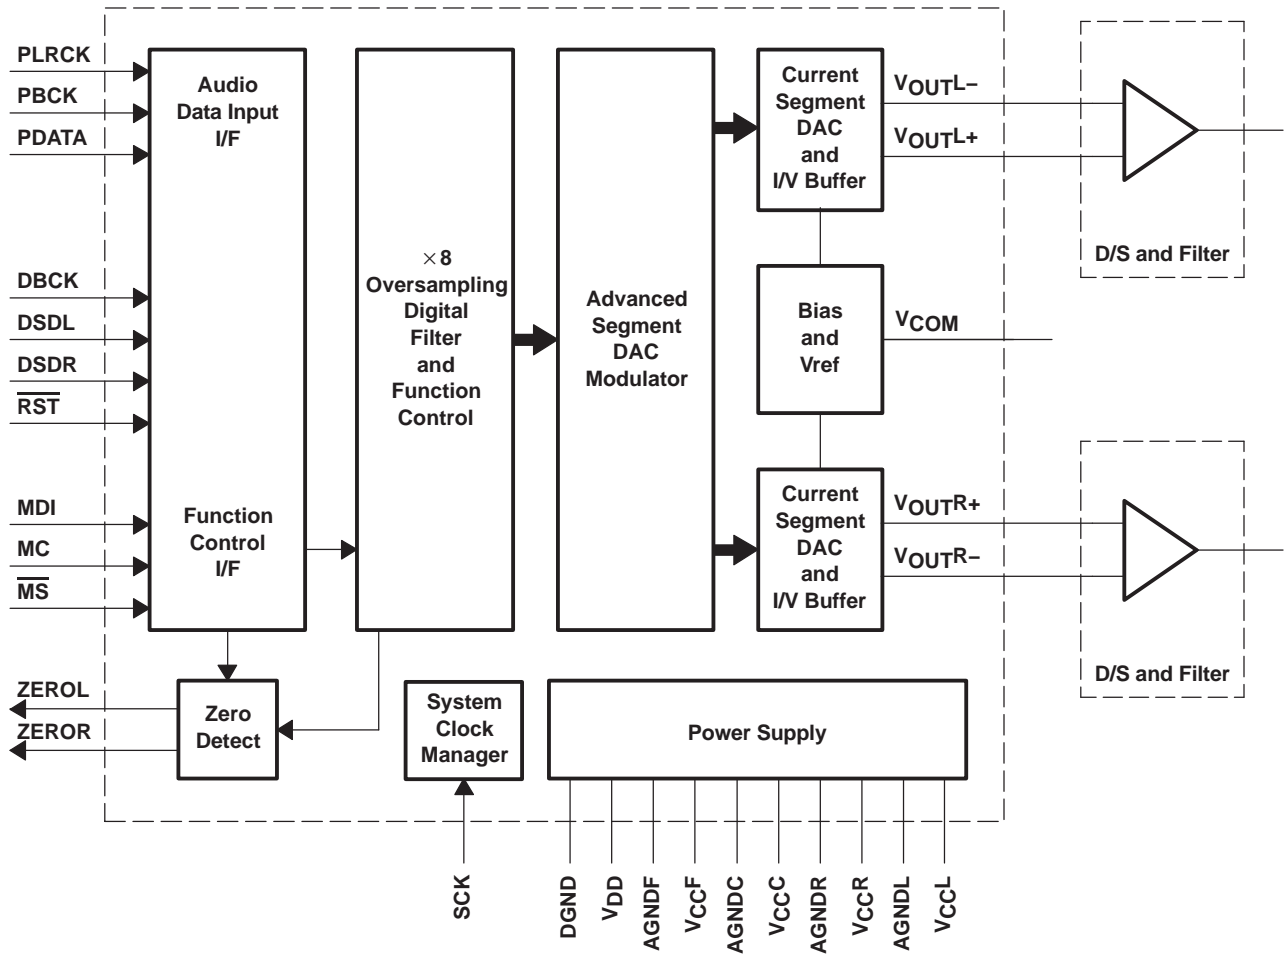 PLRCK
PBCK
PDATA
DBCK
DSDL
DSDR
RST
MDI
MC
MS
ZEROL
ZEROR
Audio
Data Input
I/F
Function
Control
I/F
Zero
Detect
×8
Oversampling
Digital
Filter
and
Function
Control
System
Clock
Manager
SCK
Advanced
Segment
DAC
Modulator
Current
Segment
DAC
and
I/V Buffer
Bias
and
Vref
Current
Segment
DAC
and
I/V Buffer
VOUTL–
VOUTL+
VCOM
VOUTR+
VOUTR–
D/S and Filter
D/S and Filter
Power Supply
DGND
VDD
AGNDF
VCCF
AGNDC
VCCC
AGNDR
VCCR
AGNDL
VCCL